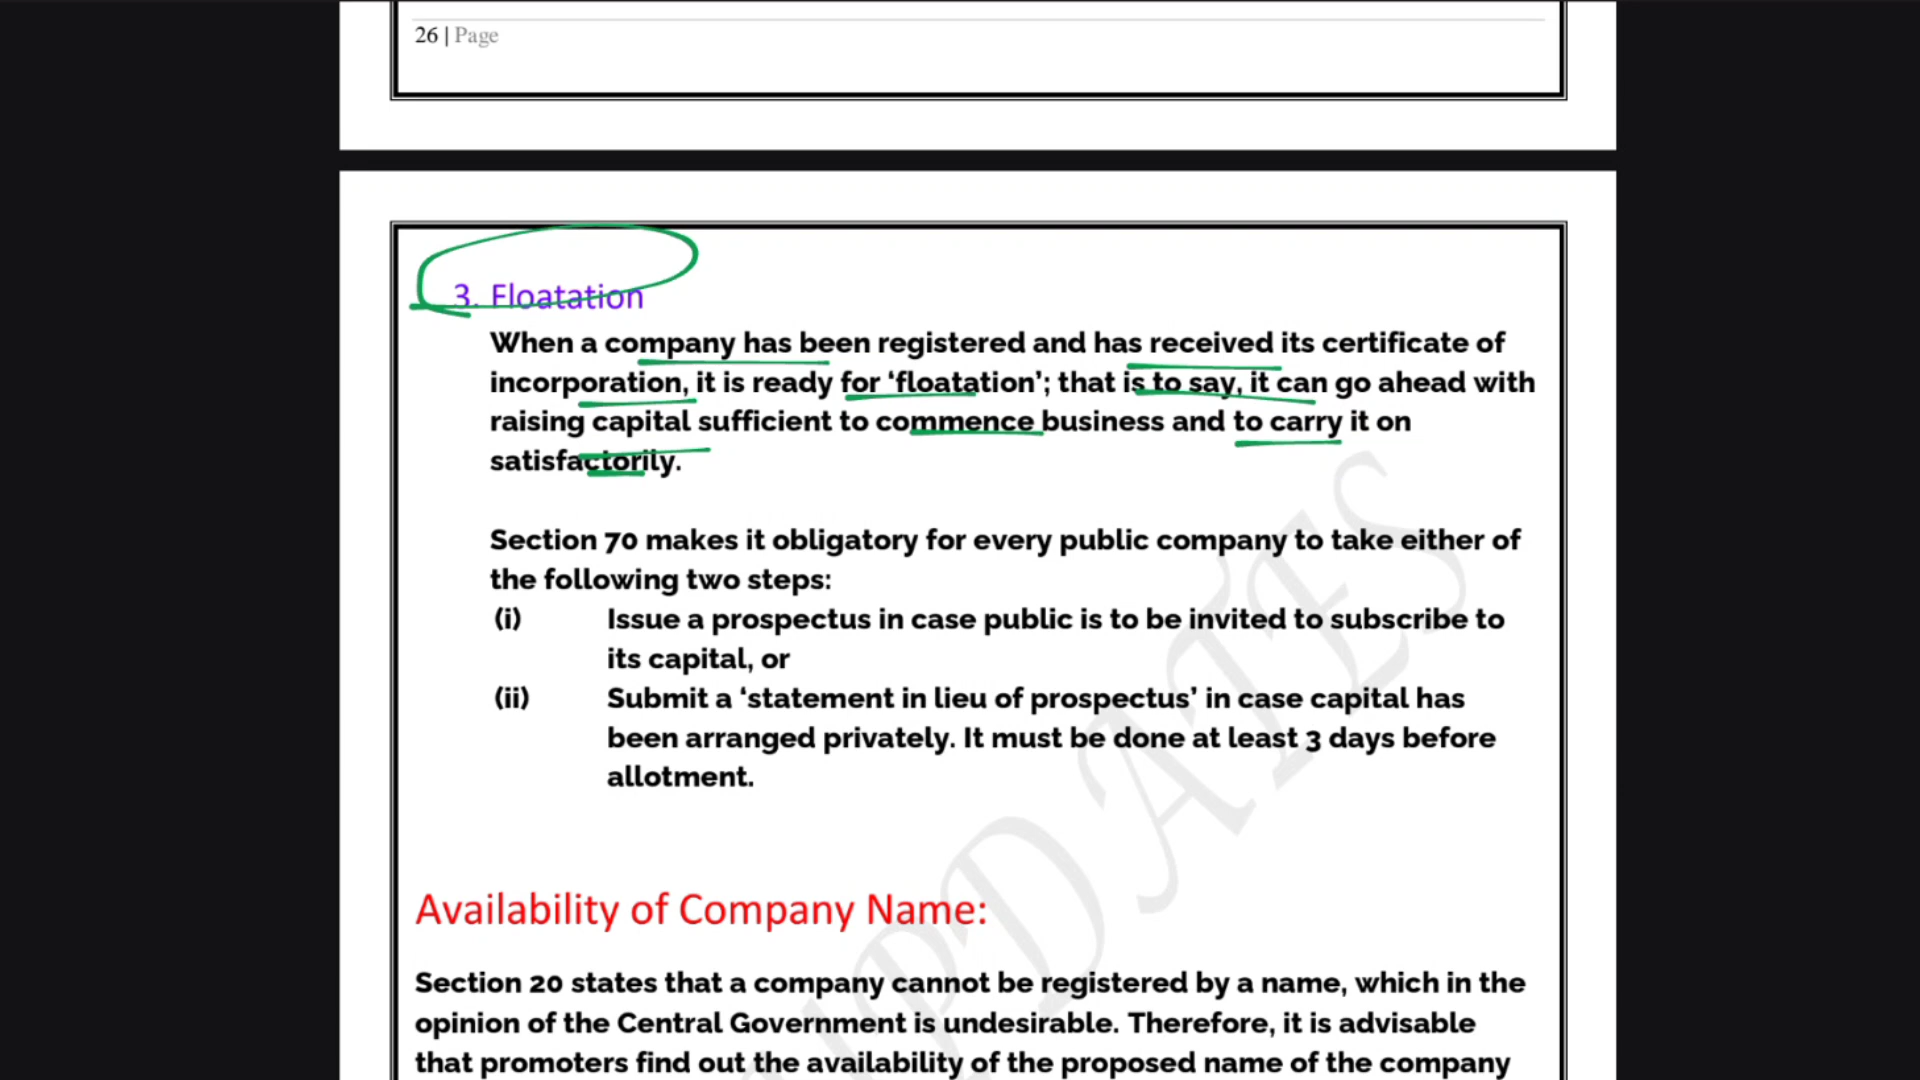 26 | Page
3. Floatation
When a company has been registered and has received its certificate of
incorporation, it is ready for ‘floatation’; that is to say, it can go ahead with
raising capital sufficient to commence business and to carry it on
satisfactorily.
Section 70 makes it obligatory for every public company to take either of
the following two steps:
(i) Issue a prospectus in case public is to be invited to subscribe to
its capital, or
(ii) Submit a ‘statement in lieu of prospectus’ in case capital has
been arranged privately. It must be done at least 3 days before
allotment.
Availability of Company Name:
Section 20 states that a company cannot be registered by a name, which in the
opinion of the Central Government is undesirable. Therefore, it is advisable
that promoters find out the availability of the proposed name of the company
UPDATES